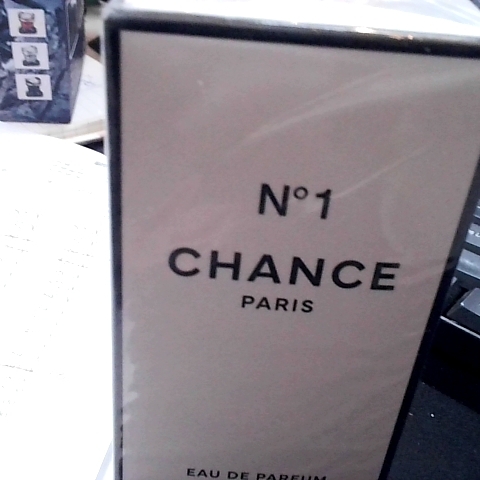 N°1
CHANCE
PARIS
EAU DE PARFUM